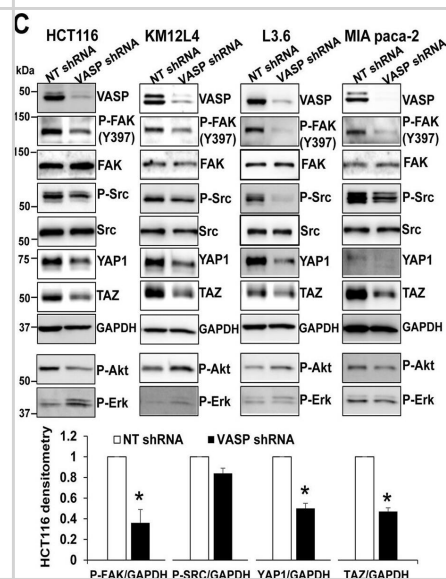 C
HCT116 KM12L4 L3.6 MIA paca-2
kDa NT shRNA VASP shRNA NT shRNA VASP shRNA NT shRNA VASP shRNA NT shRNA VASP shRNA
50 VASP VASP VASP VASP
150 P-FAK (Y397) P-FAK (Y397) P-FAK (Y397) P-FAK (Y397)
150 FAK FAK FAK FAK
50 P-Src P-Src P-Src P-Src
50 Src Src Src Src
75 YAP1 YAP1 YAP1 YAP1
50 TAZ TAZ TAZ TAZ
37 GAPDH GAPDH GAPDH GAPDH
50 P-Akt P-Akt P-Akt P-Akt
37 P-Erk P-Erk P-Erk P-Erk
HCT116 densitometry
NT shRNA VASP shRNA
1.2
1
0.8
0.6
0.4
0.2
0
* * *
P-FAK/GAPDH P-SRC/GAPDH YAP1/GAPDH TAZ/GAPDH